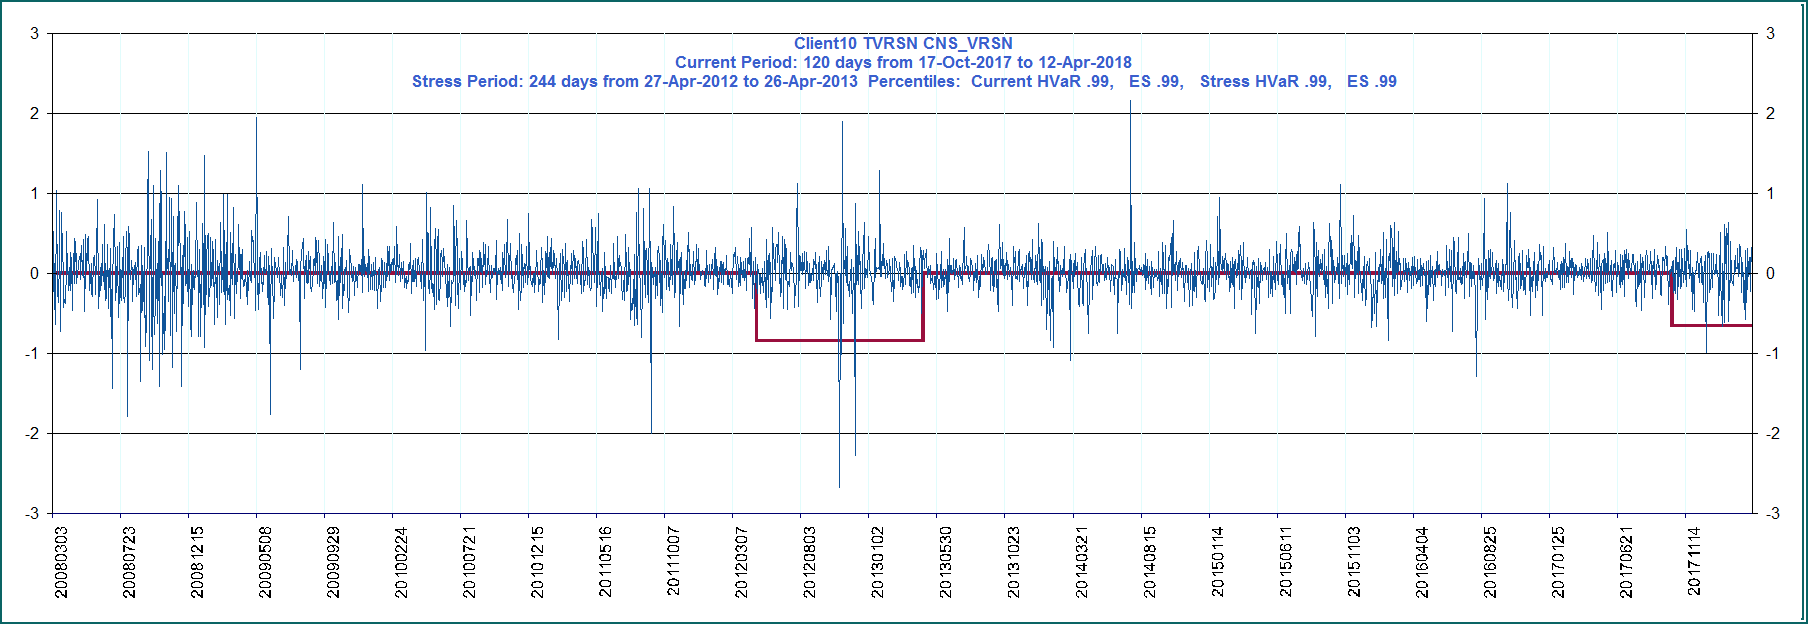 Client10 TVRSN CNS_VRSN
Current Period: 120 days from 17-Oct-2017 to 12-Apr-2018
Stress Period: 244 days from 27-Apr-2012 to 26-Apr-2013  Percentiles:  Current HVaR .99,   ES .99,   Stress HVaR .99,   ES .99
3 3
2 2
1 1
0 0
-1 -1
-2 -2
-3 -3
20080303 20080723 20081215 20090508 20090929 20100224 20100721 20101215 20110516 20111007 20120307 20120803 20130102 20130530 20131023 20140321 20140815 20150114 20150611 20151103 20160404 20160825 20170125 20170621 20171114